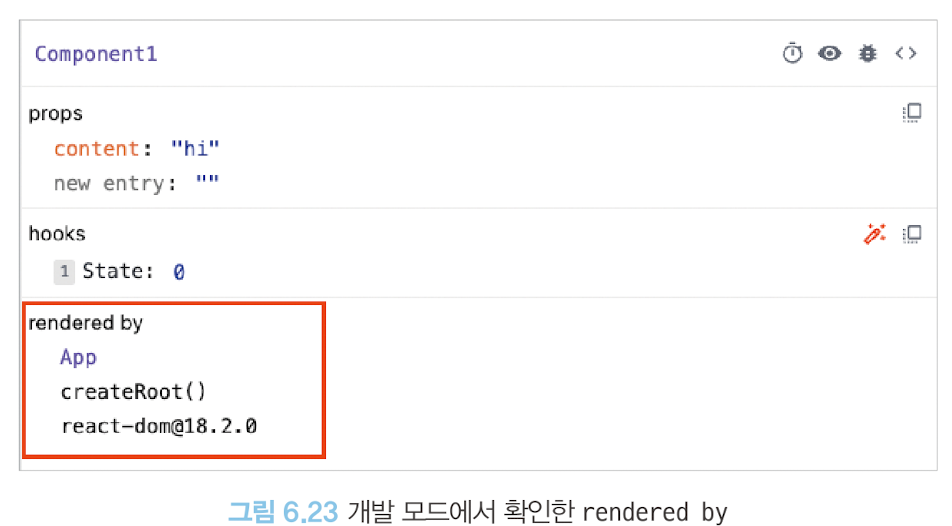 Component1
props
content: "hi"
new entry: ""
hooks
1 State: 0
rendered by
App
createRoot()
react-dom@18.2.0
그림 6.23 개발 모드에서 확인한 rendered by